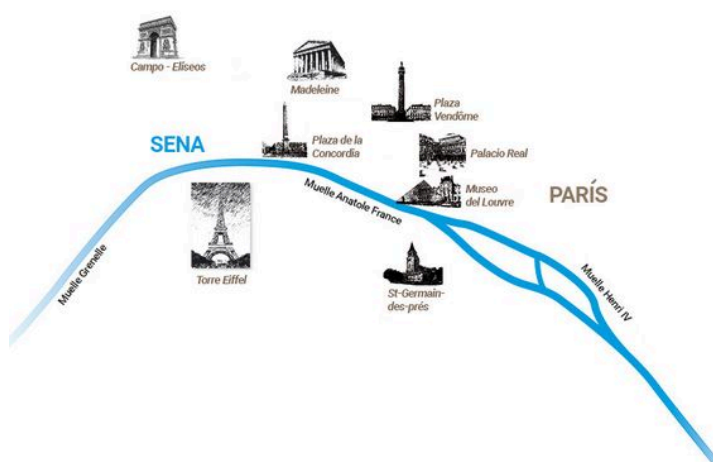 Campo - Elíseos
Madeleine
Plaza
Vendôme
SENA
Plaza de la
Concordia
Palacio Real
Muelle Anatole France
Museo
del Louvre
PARÍS
Muelle Grenelle
Torre Eiffel
St-Germain-
des-prés
Muelle Henri IV